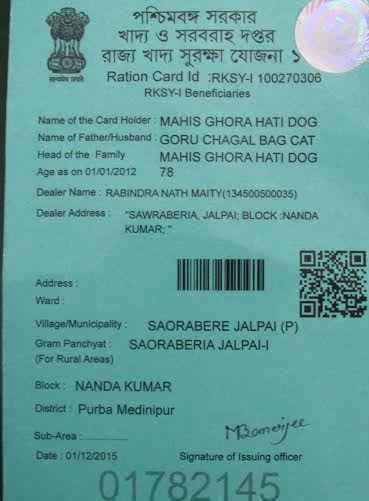 পশ্চিমবঙ্গ সরকার
খাদ্য ও সরবরাহ দপ্তর
রাজ্য খাদ্য সুরক্ষা যোজনা ১
Ration Card Id :RKSY-I 100270306
RKSY-I Beneficiaries
Name of the Card Holder : MAHIS GHORA HATI DOG
Name of Father/Husband : GORU CHAGAL BAG CAT
Head of the Family MAHIS GHORA HATI DOG
Age as on 01/01/2012 78
Dealer Name : RABINDRA NATH MAITY(134500500035)
Dealer Address : "SAWRABERIA, JALPAI; BLOCK :NANDA
KUMAR; "
Address :
Ward :
Village/Municipality : SAORABERE JALPAI (P)
Gram Panchyat : SAORABERIA JALPAI-I
(For Rural Areas)
Block : NANDA KUMAR
District : Purba Medinipur
Sub-Area :..............
MBanerjee
Date : 01/12/2015 Signature of Issuing officer
01782145